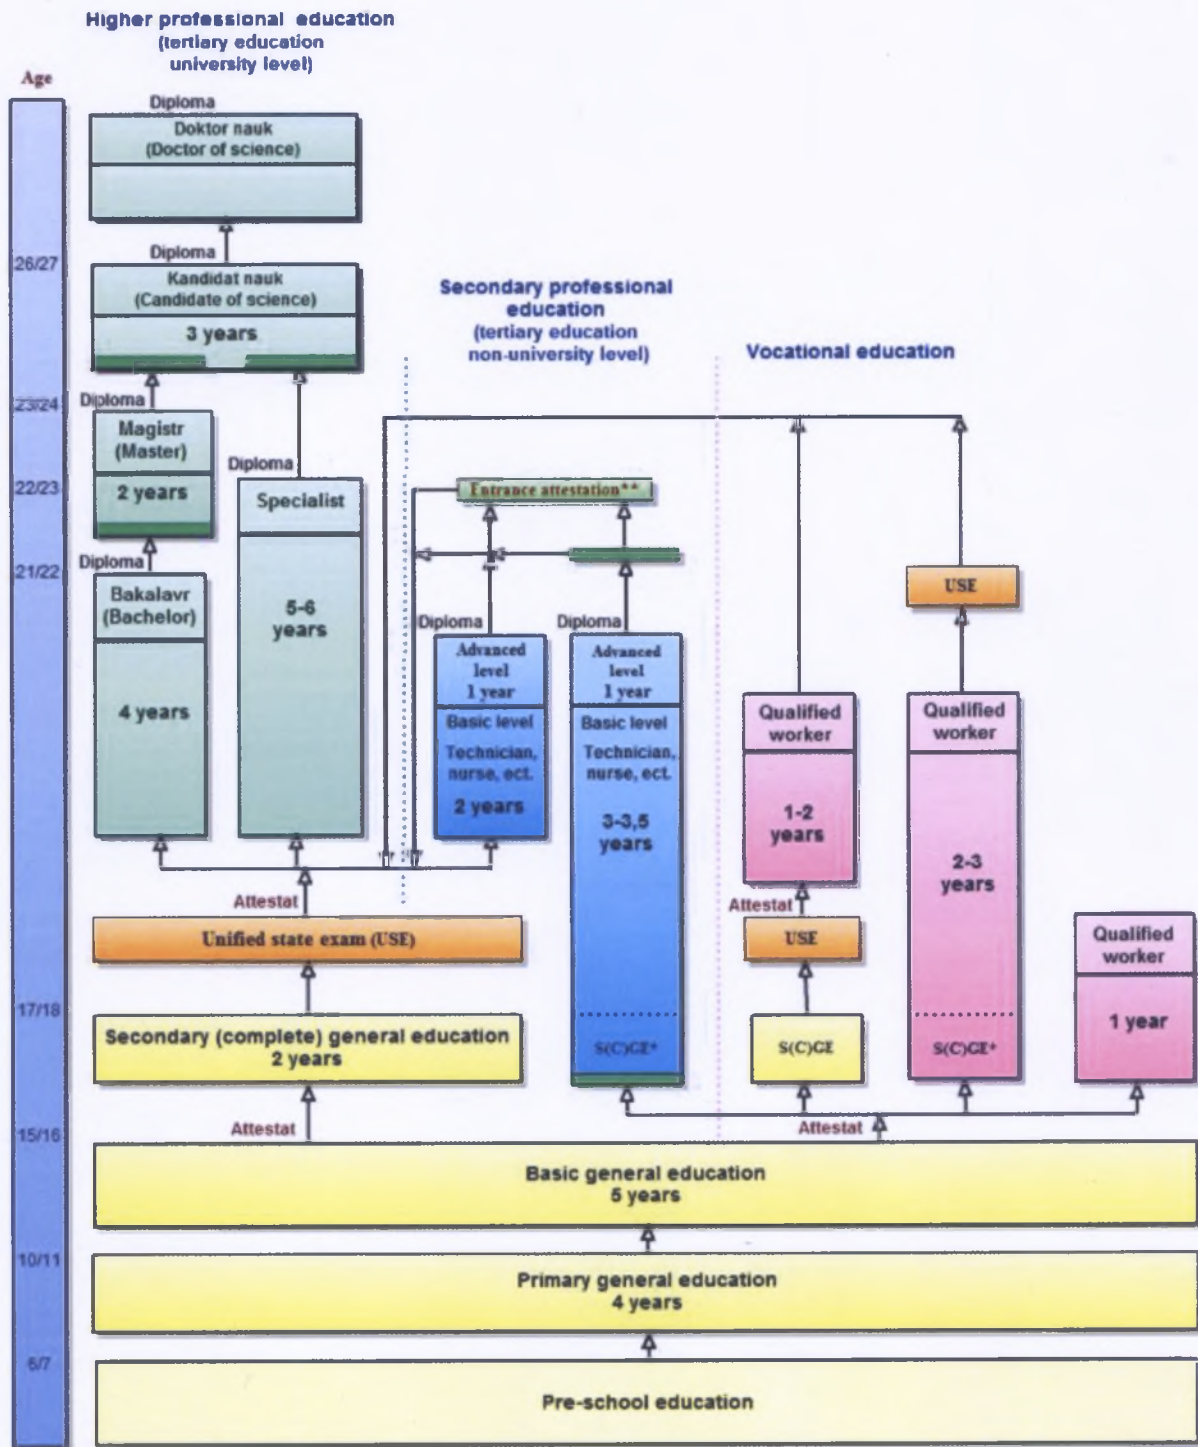 Higher professional education
(tertiary education
university level)
Age
Diploma
Doktor nauk
(Doctor of science)
26/27
Diploma
Kandidat nauk
(Candidate of science)
3 years
Secondary professional
education
(tertiary education
non-university level)
Vocational education
23/24
Diploma
Magistr
(Master)
2 years
Diploma
Specialist
5-6
years
22/23
Entrance attestation**
21/22
Diploma
Bakalavr
(Bachelor)
4 years
USE
Diploma
Advanced
level
1 year
Basic level
Technician,
nurse, ect.
2 years
Diploma
Advanced
level
1 year
Basic level
Technician,
nurse, ect.
3-3,5
years
S(C)GE*
Qualified
worker
1-2
years
Attestat
USE
S(C)GE
Qualified
worker
2-3
years
S(C)GE*
Qualified
worker
1 year
Attestat
Unified state exam (USE)
17/18
Secondary (complete) general education
2 years
15/16
Attestat
Attestat
Basic general education
5 years
10/11
Primary general education
4 years
6/7
Pre-school education